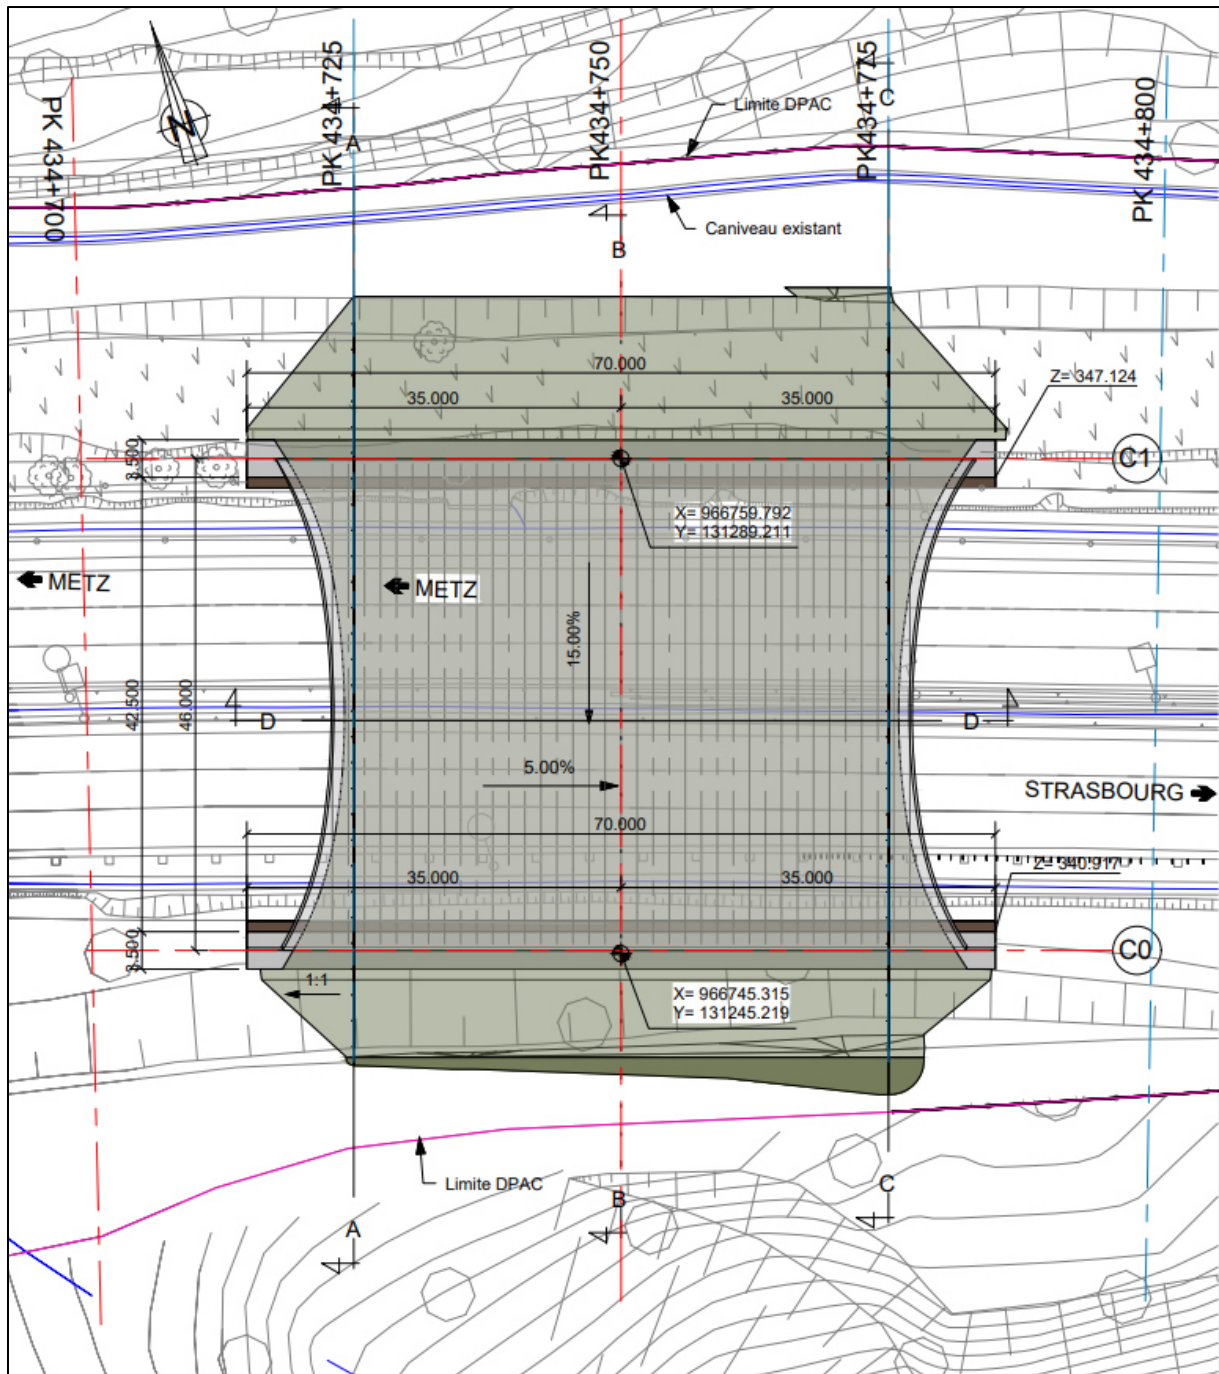 PK 434+700
PK 434+725
PK434+750
PK434+775
PK 434+800
N
A
C
Limite DPAC
Caniveau existant
B
70.000
Z= 347.124
35.000
35.000
3.500
C1
X= 966759.792
Y= 131289.211
METZ
METZ
15.00%
42.500
46.000
D
D
5.00%
STRASBOURG
70.000
Z= 340.917
35.000
35.000
3.500
C0
1:1
X= 966745.315
Y= 131245.219
Limite DPAC
B
C
A